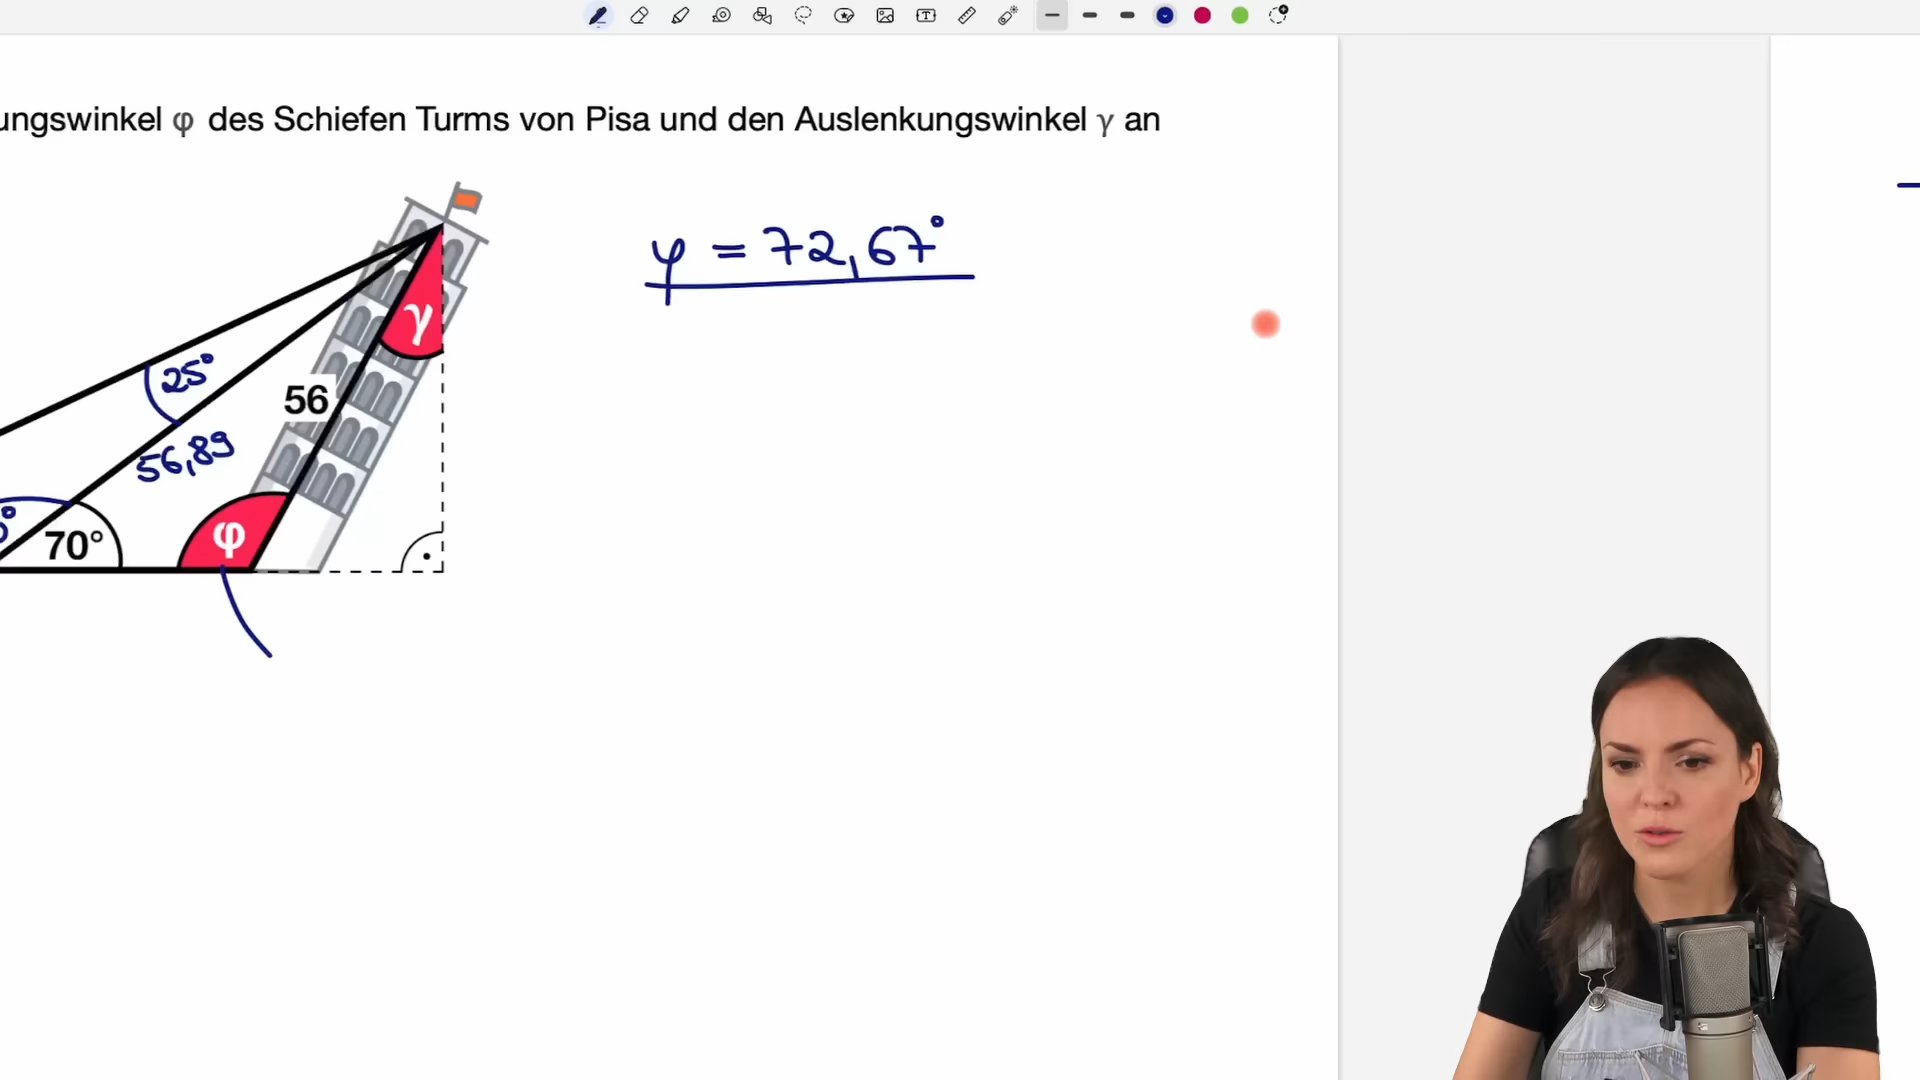 ungswinkel φ des Schiefen Turms von Pisa und den Auslenkungswinkel γ an
φ = 72,67°
γ
25°
56
56,89
70°
φ